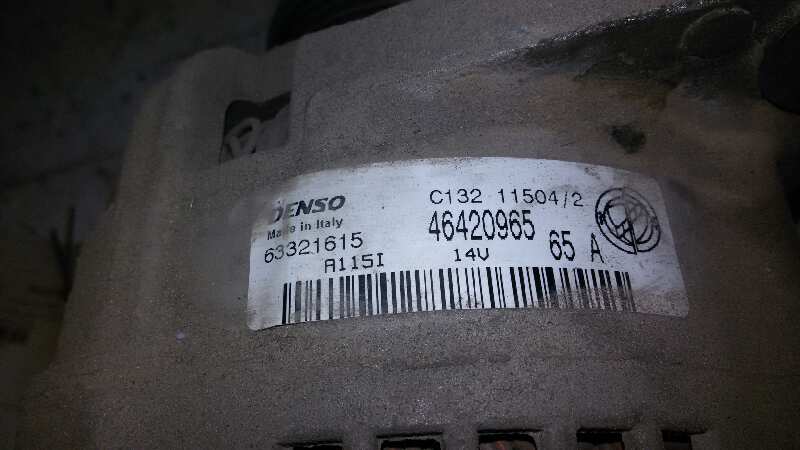 DENSO
Made in Italy
63321615
A115I
C132 11504/2
46420965
14V
65 A